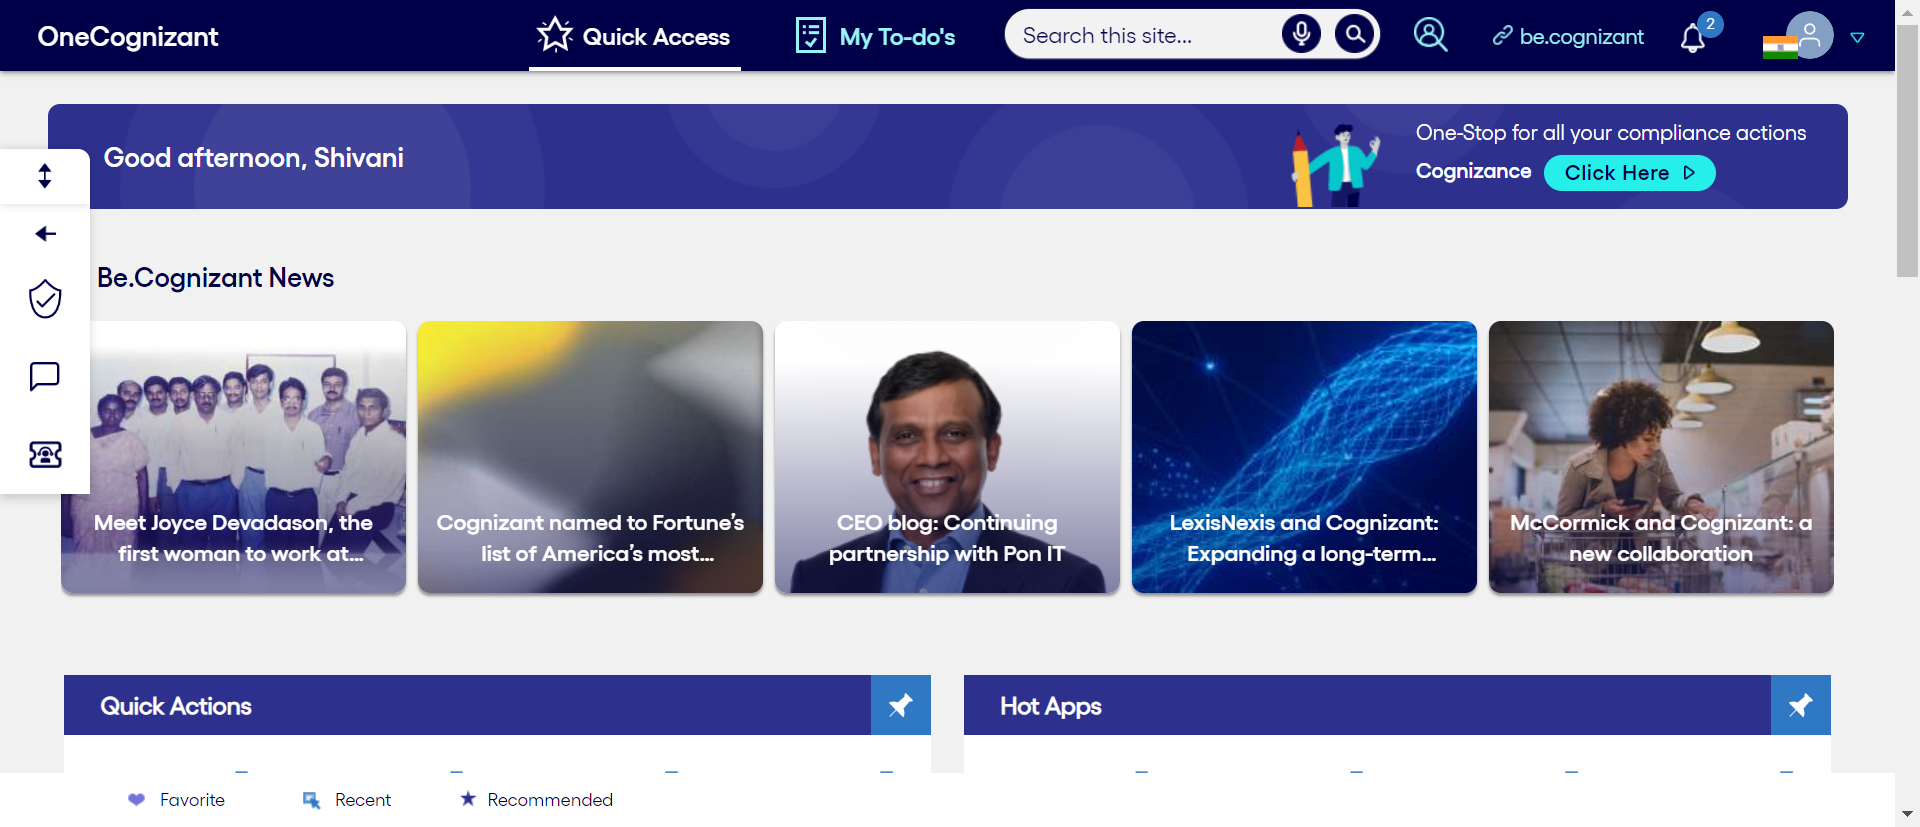 OneCognizant
Quick Access
My To-do's
Search this site...
be.cognizant
2
Good afternoon, Shivani
One-Stop for all your compliance actions
Cognizance
Click Here
Be.Cognizant News
Meet Joyce Devadason, the
first woman to work at...
Cognizant named to Fortune’s
list of America’s most...
CEO blog: Continuing
partnership with Pon IT
LexisNexis and Cognizant:
Expanding a long-term...
McCormick and Cognizant: a
new collaboration
Quick Actions
Hot Apps
Favorite
Recent
Recommended